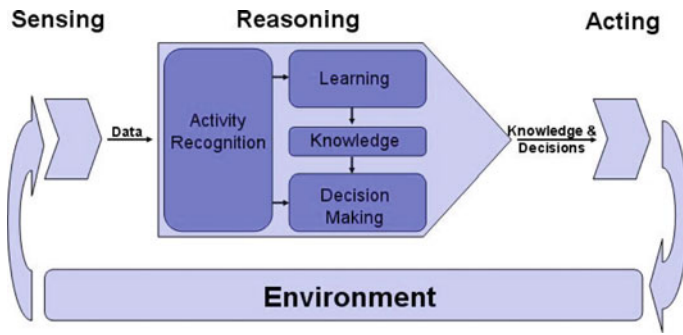 Sensing
Reasoning
Acting
Data
Activity
Recognition
Learning
Knowledge
Decision
Making
Knowledge &
Decisions
Environment